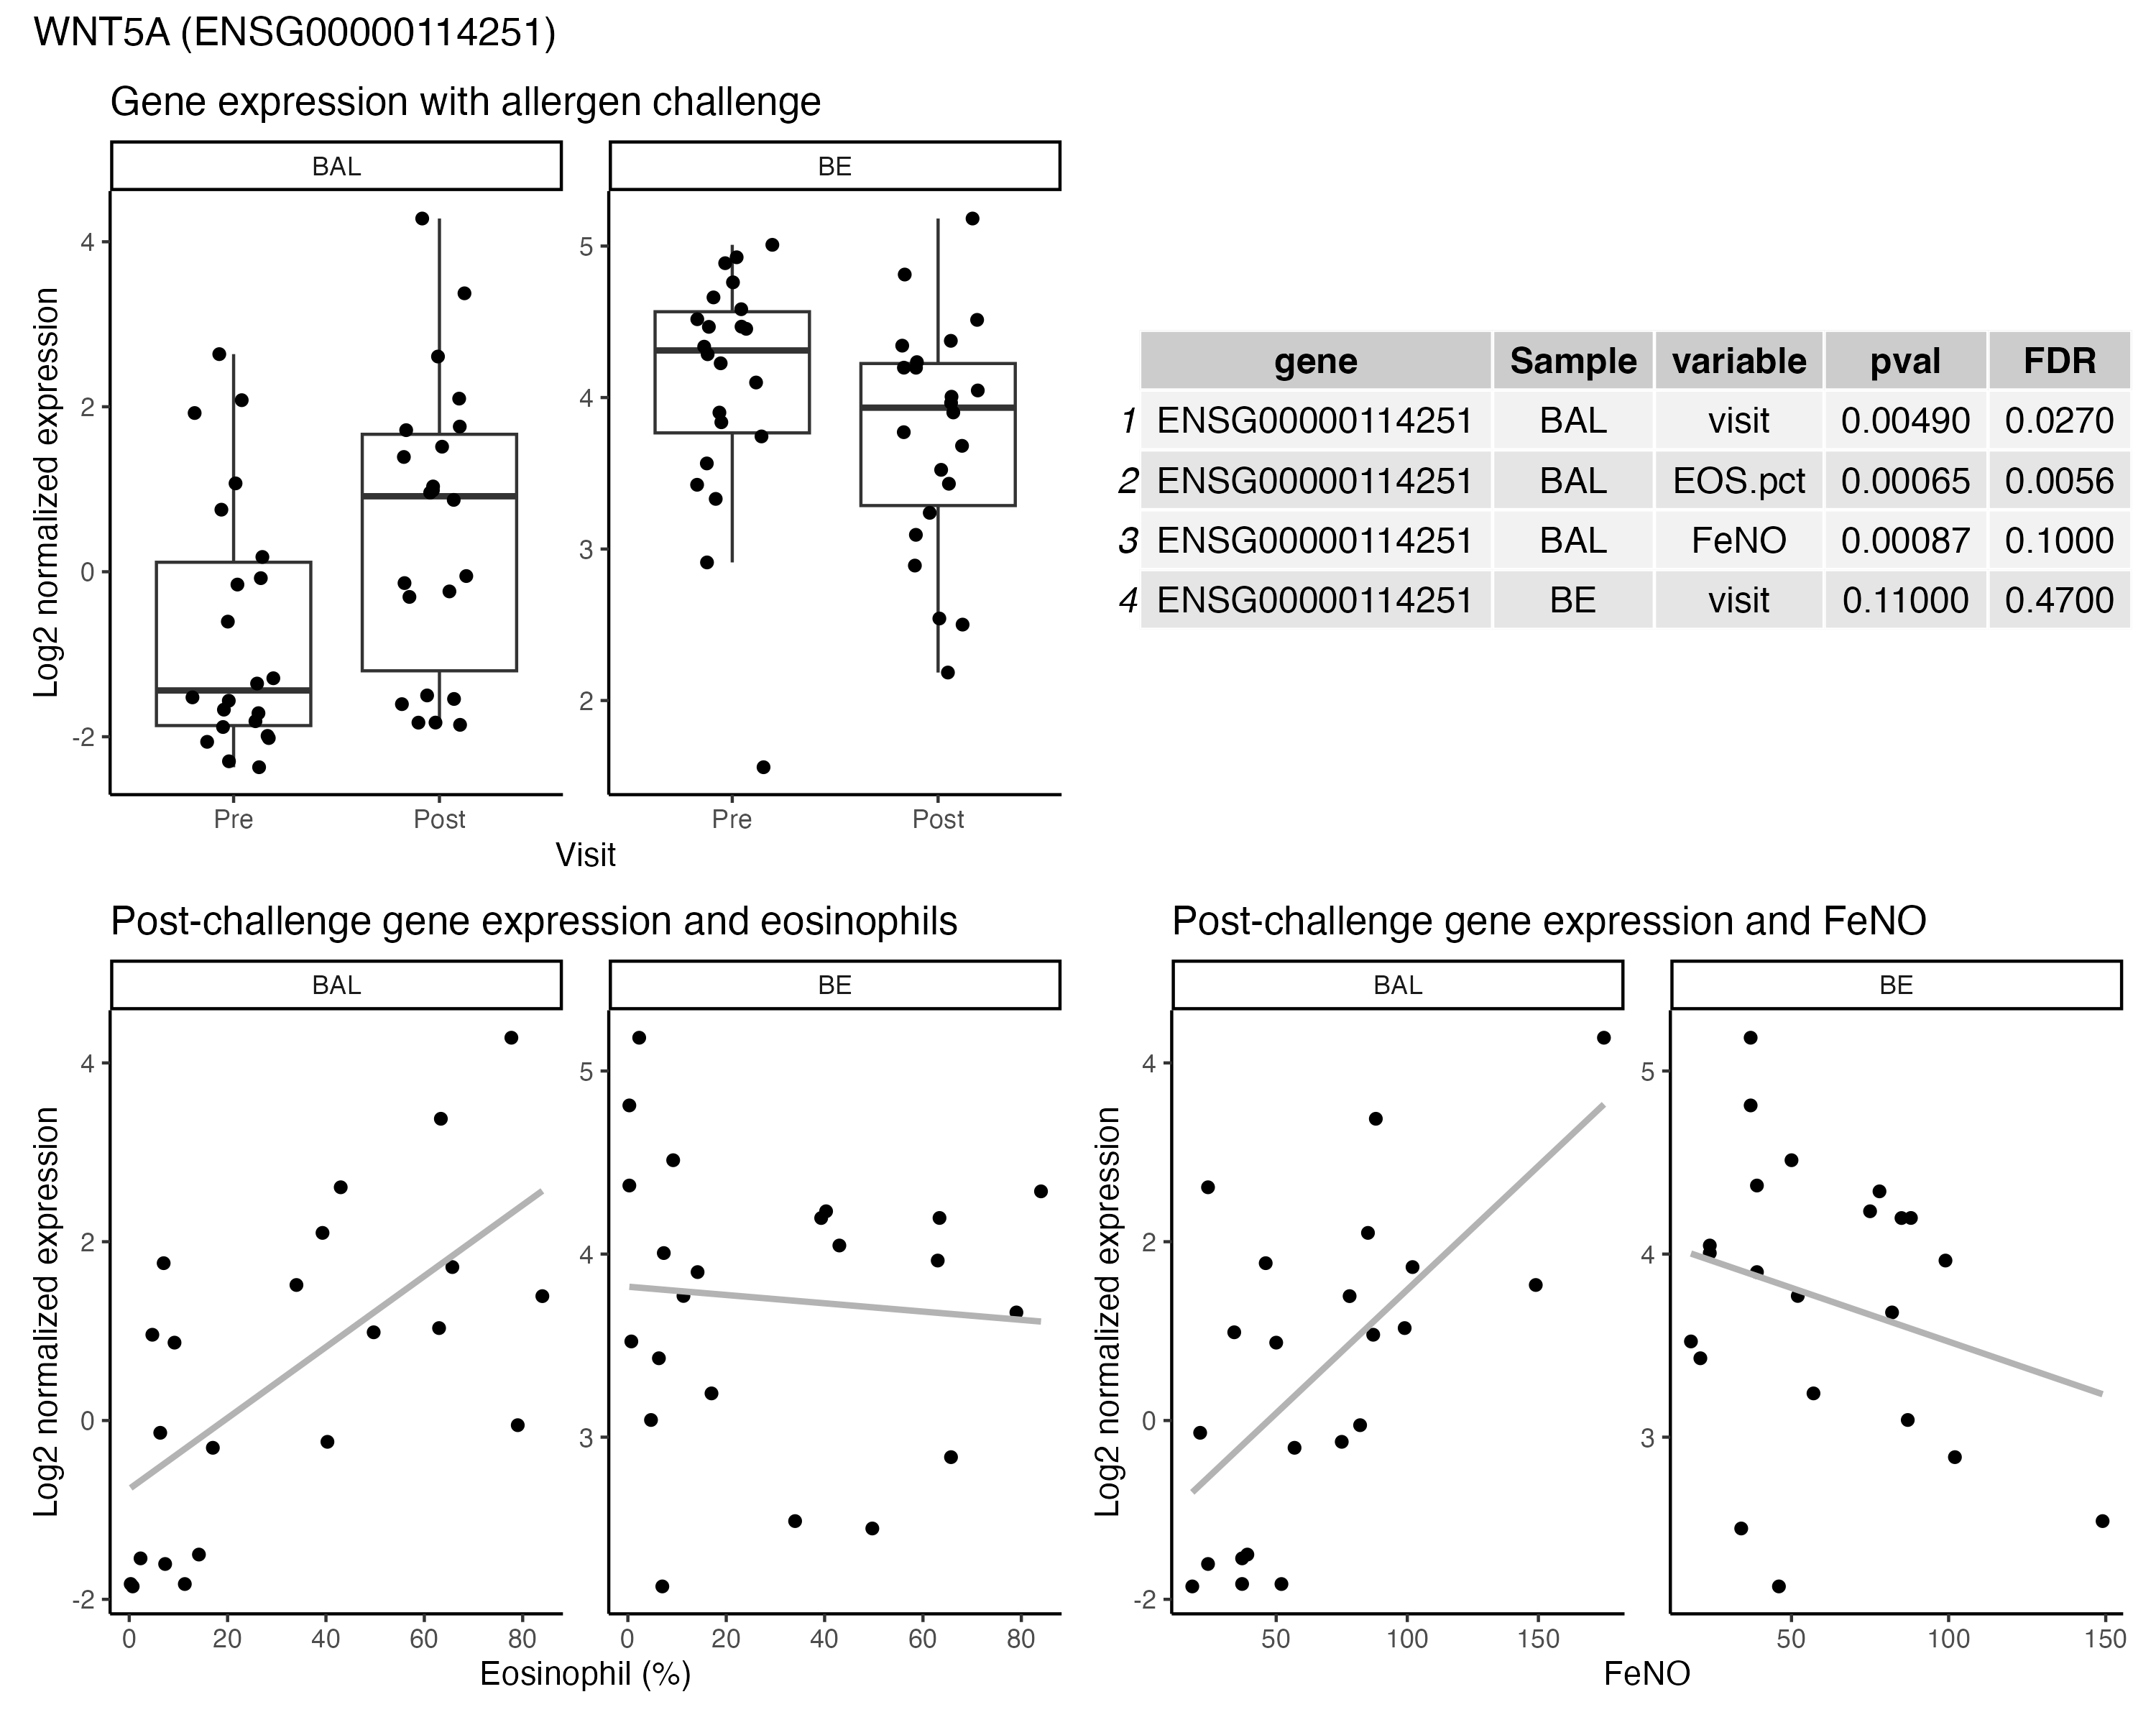 WNT5A (ENSG00000114251)
Gene expression with allergen challenge
BAL BE
Log2 normalized expression
4
2
0
-2
5
4
3
2
Pre Post Pre Post
Visit
gene Sample variable pval FDR
1 ENSG00000114251 BAL visit 0.00490 0.0270
2 ENSG00000114251 BAL EOS.pct 0.00065 0.0056
3 ENSG00000114251 BAL FeNO 0.00087 0.1000
4 ENSG00000114251 BE visit 0.11000 0.4700
Post-challenge gene expression and eosinophils
BAL BE
Log2 normalized expression
4
2
0
-2
5
4
3
0 20 40 60 80 0 20 40 60 80
Eosinophil (%)
Post-challenge gene expression and FeNO
BAL BE
Log2 normalized expression
4
2
0
-2
5
4
3
50 100 150 50 100 150
FeNO